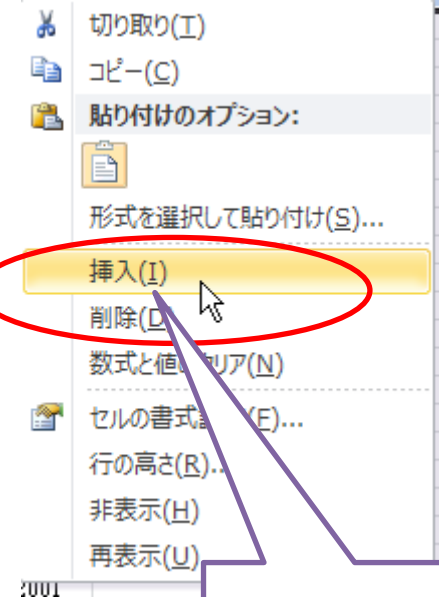 切り取り(T)
コピー(C)
貼り付けのオプション:
形式を選択して貼り付け(S)...
挿入(I)
削除(D)
数式と値 クリア(N)
セルの書式 (F)...
行の高さ(R)..
非表示(H)
再表示(U)
2001